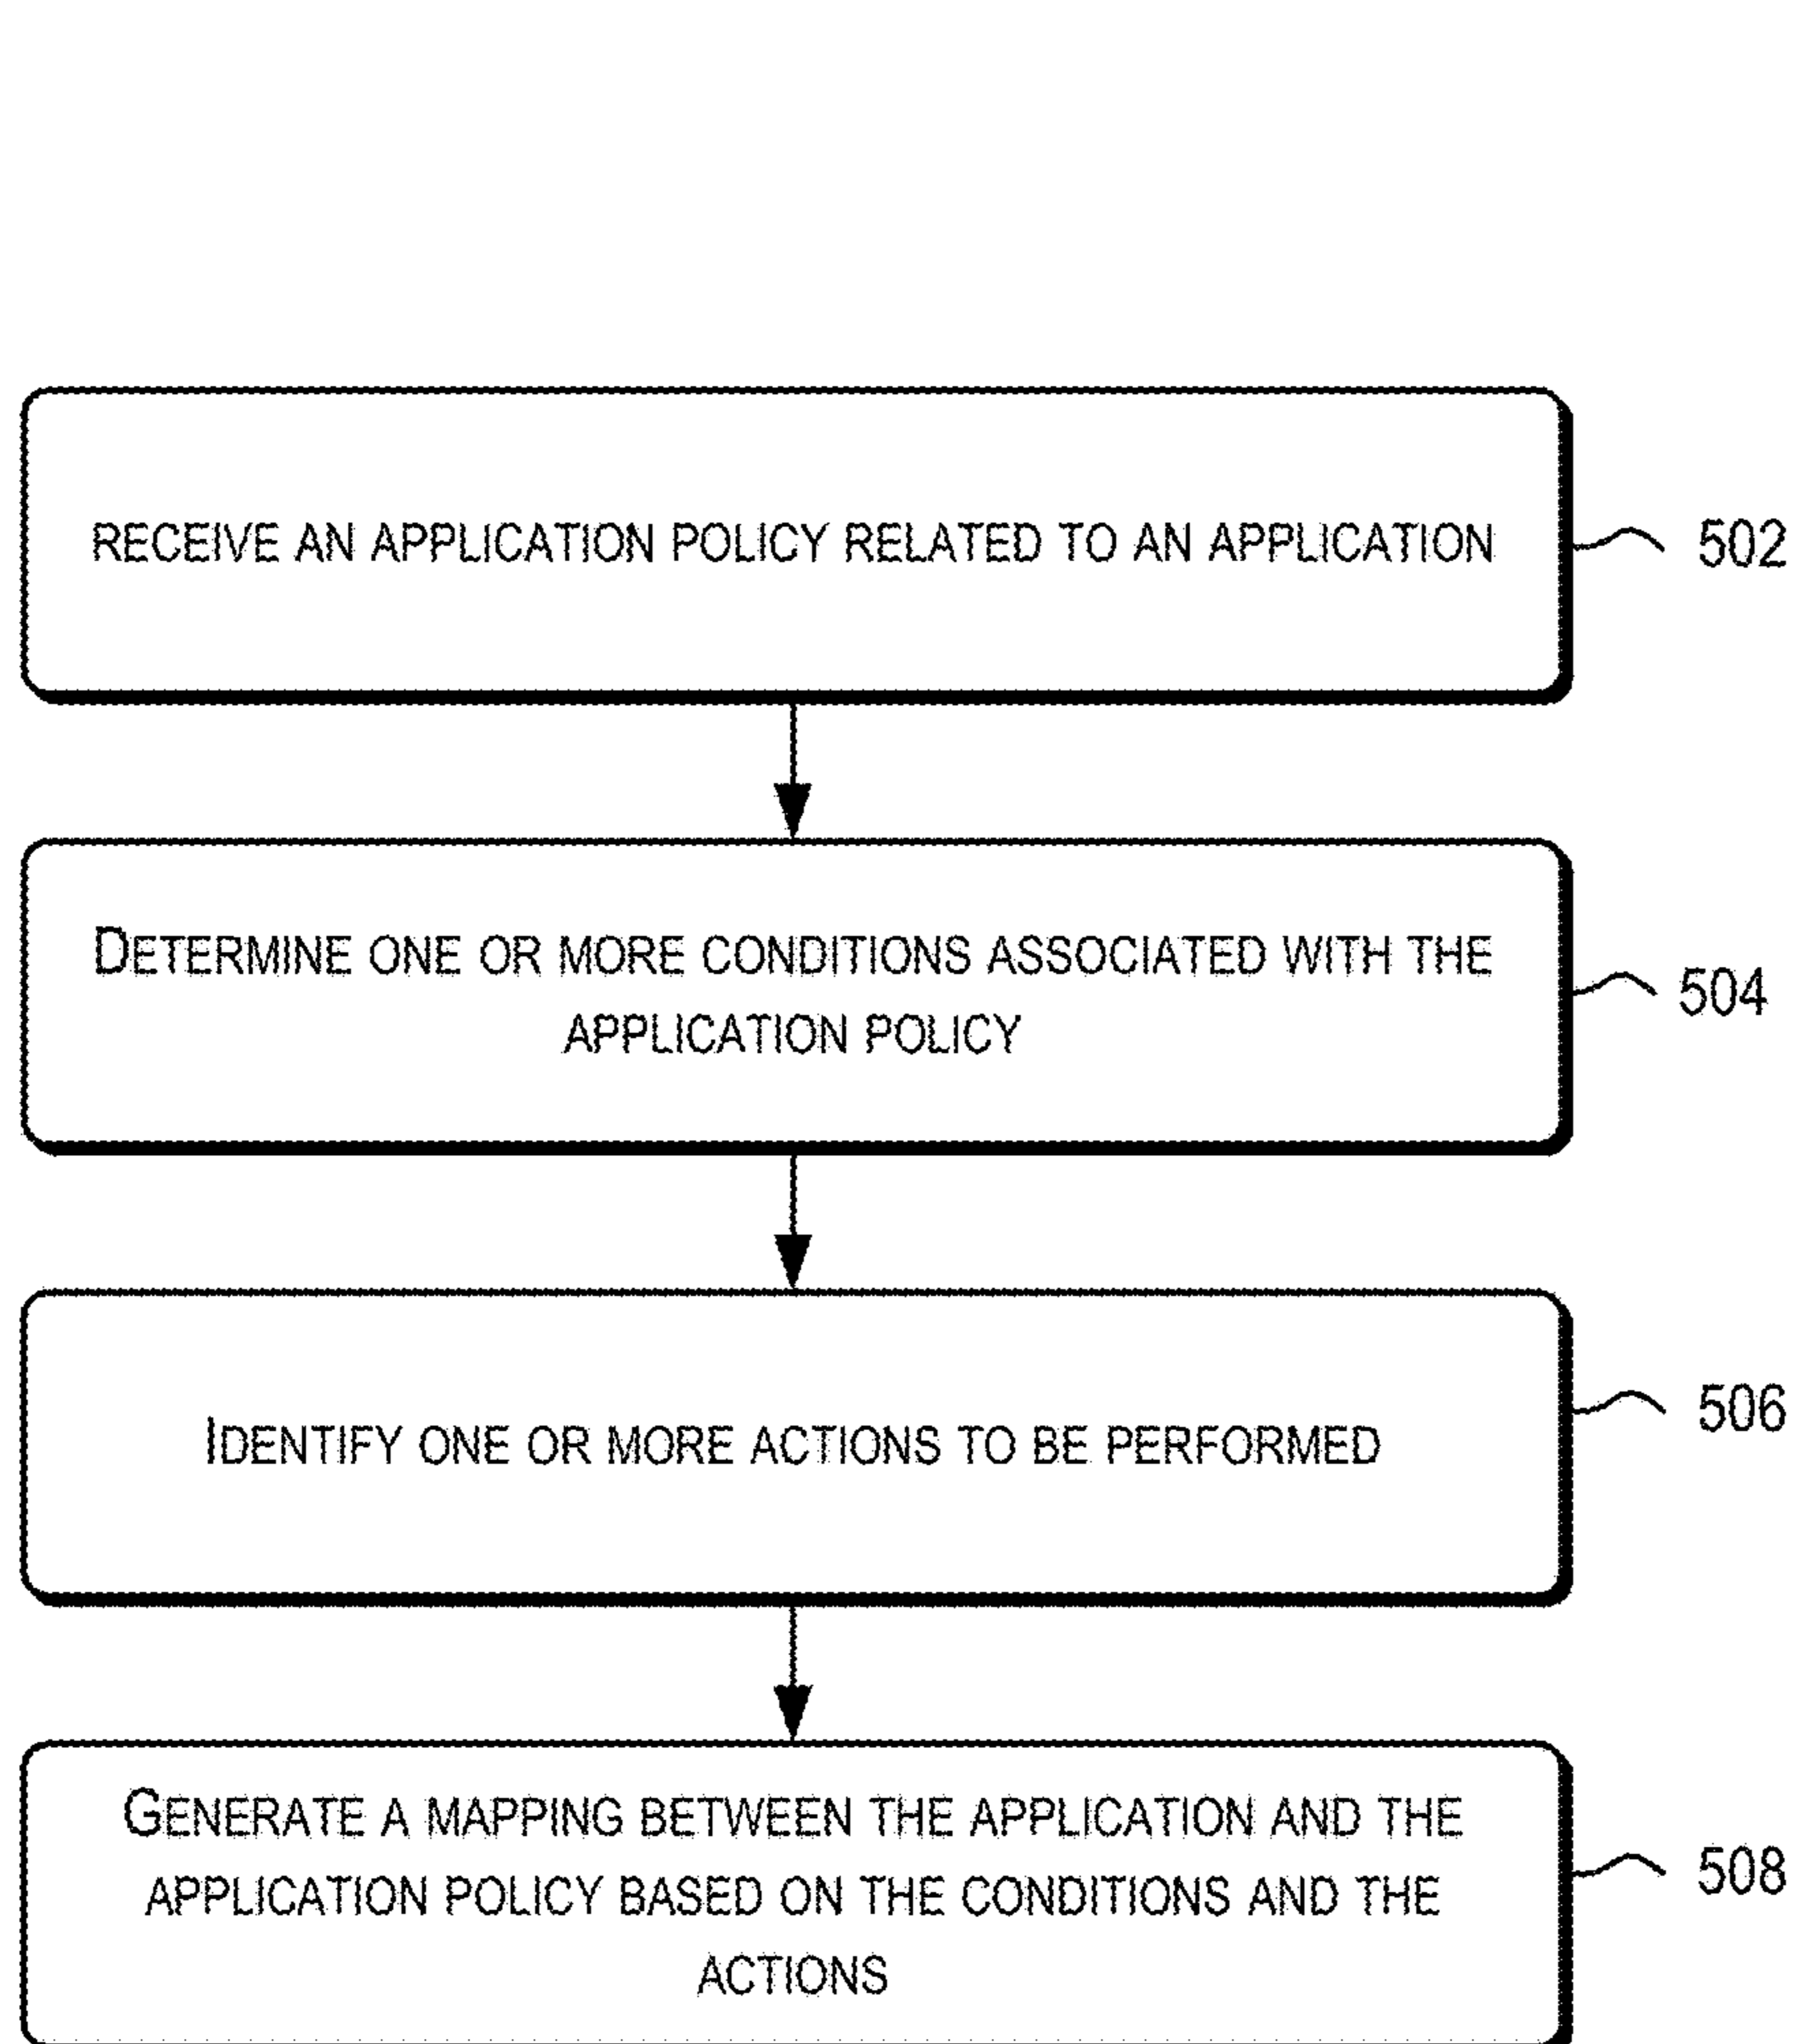 RECEIVE AN APPLICATION POLICY RELATED TO AN APPLICATION
502
DETERMINE ONE OR MORE CONDITIONS ASSOCIATED WITH THE
APPLICATION POLICY
504
IDENTIFY ONE OR MORE ACTIONS TO BE PERFORMED
506
GENERATE A MAPPING BETWEEN THE APPLICATION AND THE
APPLICATION POLICY BASED ON THE CONDITIONS AND THE
ACTIONS
508